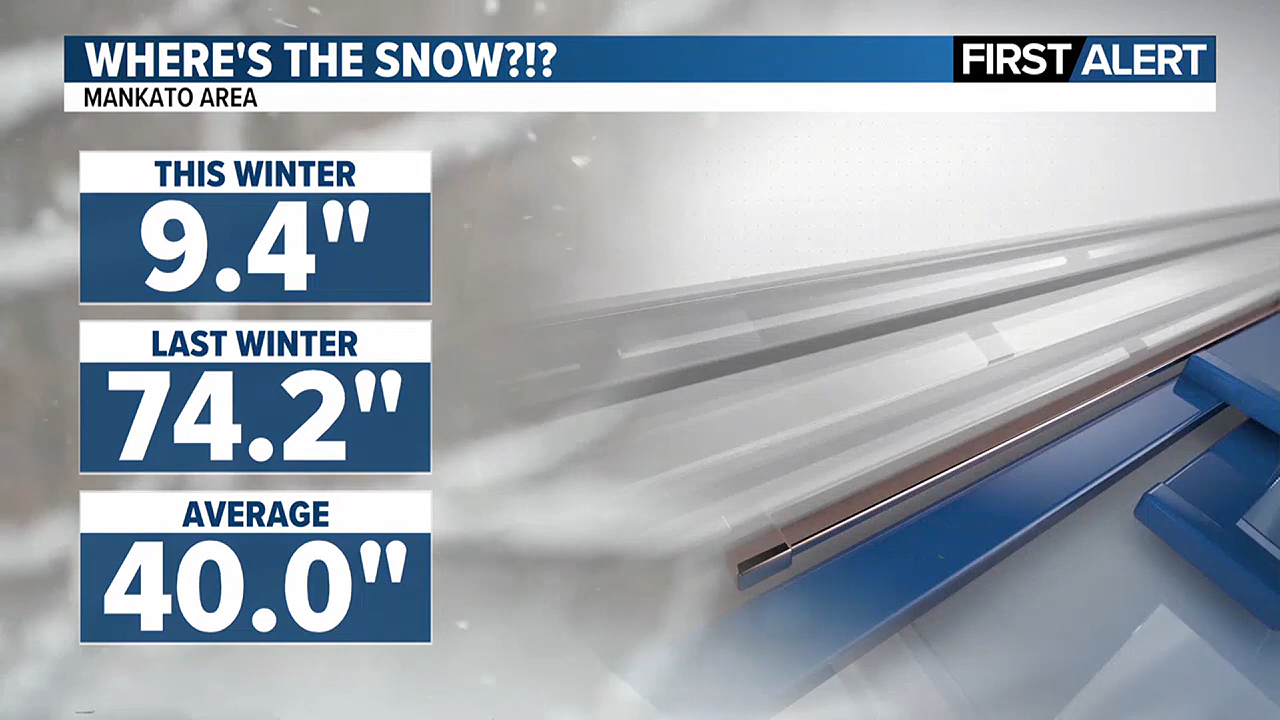 WHERE'S THE SNOW?!?
FIRST ALERT
MANKATO AREA
THIS WINTER
9.4"
LAST WINTER
74.2"
AVERAGE
40.0"